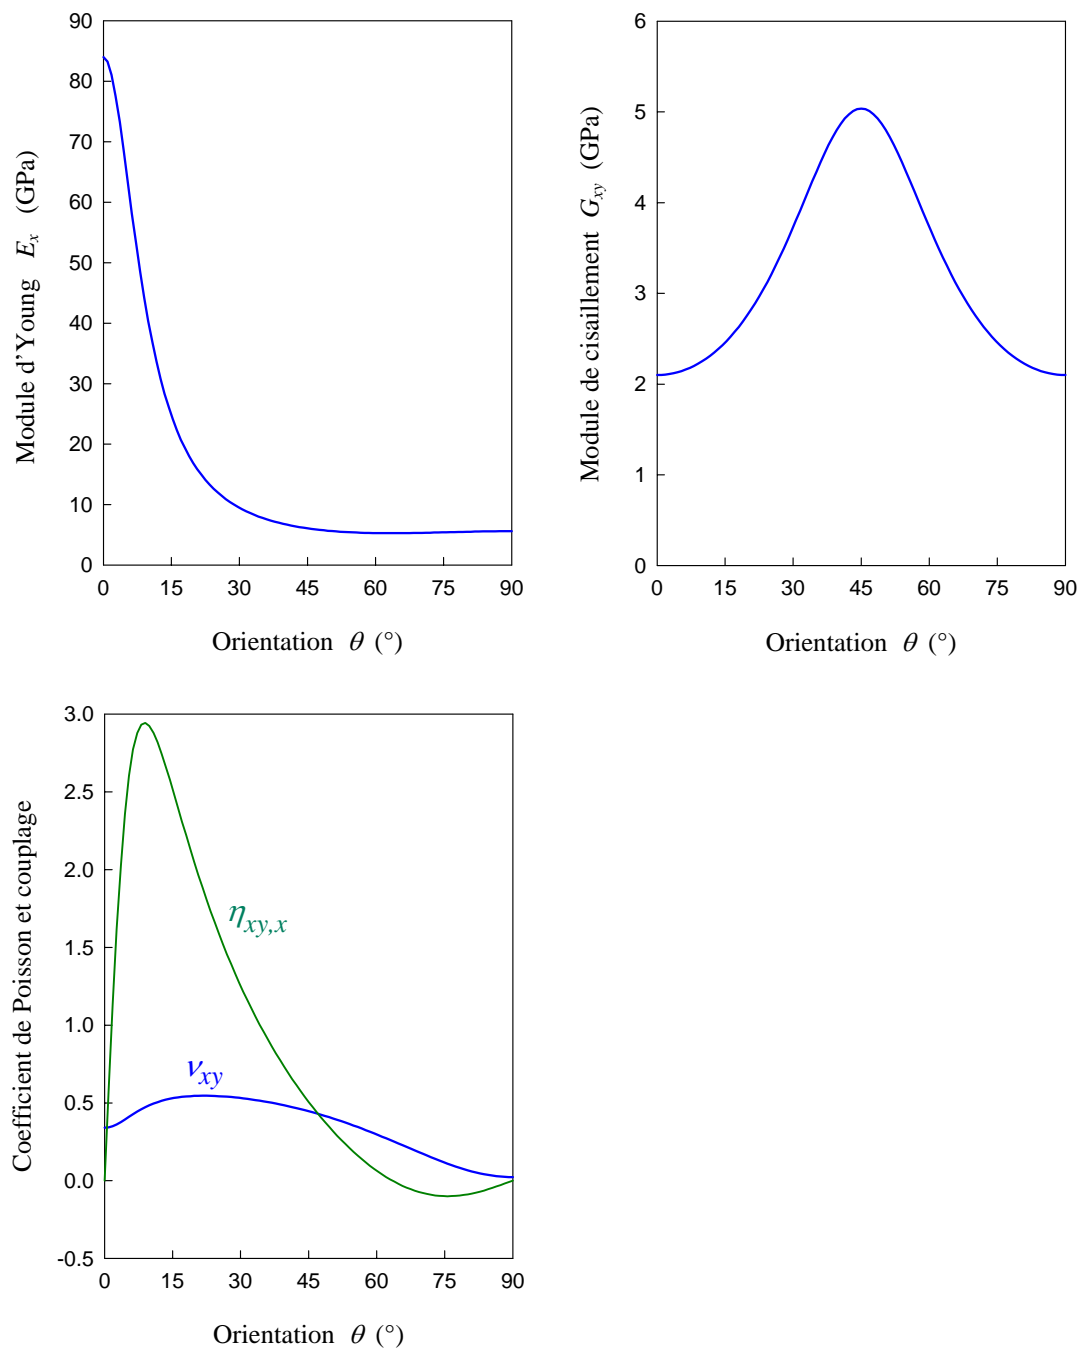 90
80
70
60
50
40
30
20
10
0
0 15 30 45 60 75 90
Module d'Young E_x (GPa)
Orientation θ (°)
6
5
4
3
2
1
0
0 15 30 45 60 75 90
Module de cisaillement G_xy (GPa)
Orientation θ (°)
3.0
2.5
2.0
1.5
1.0
0.5
0.0
-0.5
0 15 30 45 60 75 90
Coefficient de Poisson et couplage
η_xy,x
ν_xy
Orientation θ (°)